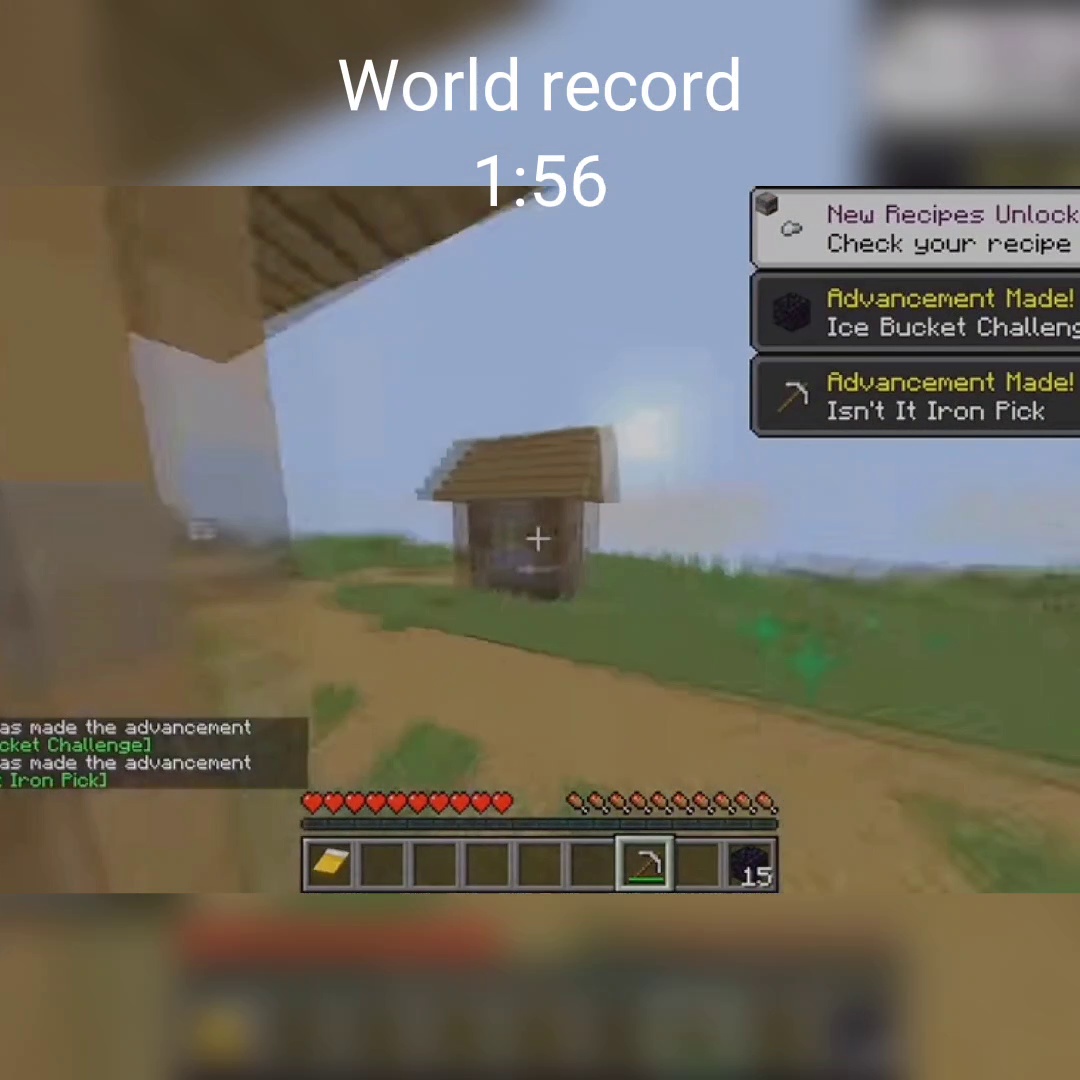 World record
1:56
New Recipes Unlock
Check your recipe
Advancement Made!
Ice Bucket Challeng
Advancement Made!
Isn't It Iron Pick
as made the advancement
cket Challenge]
as made the advancement
t Iron Pick]
15